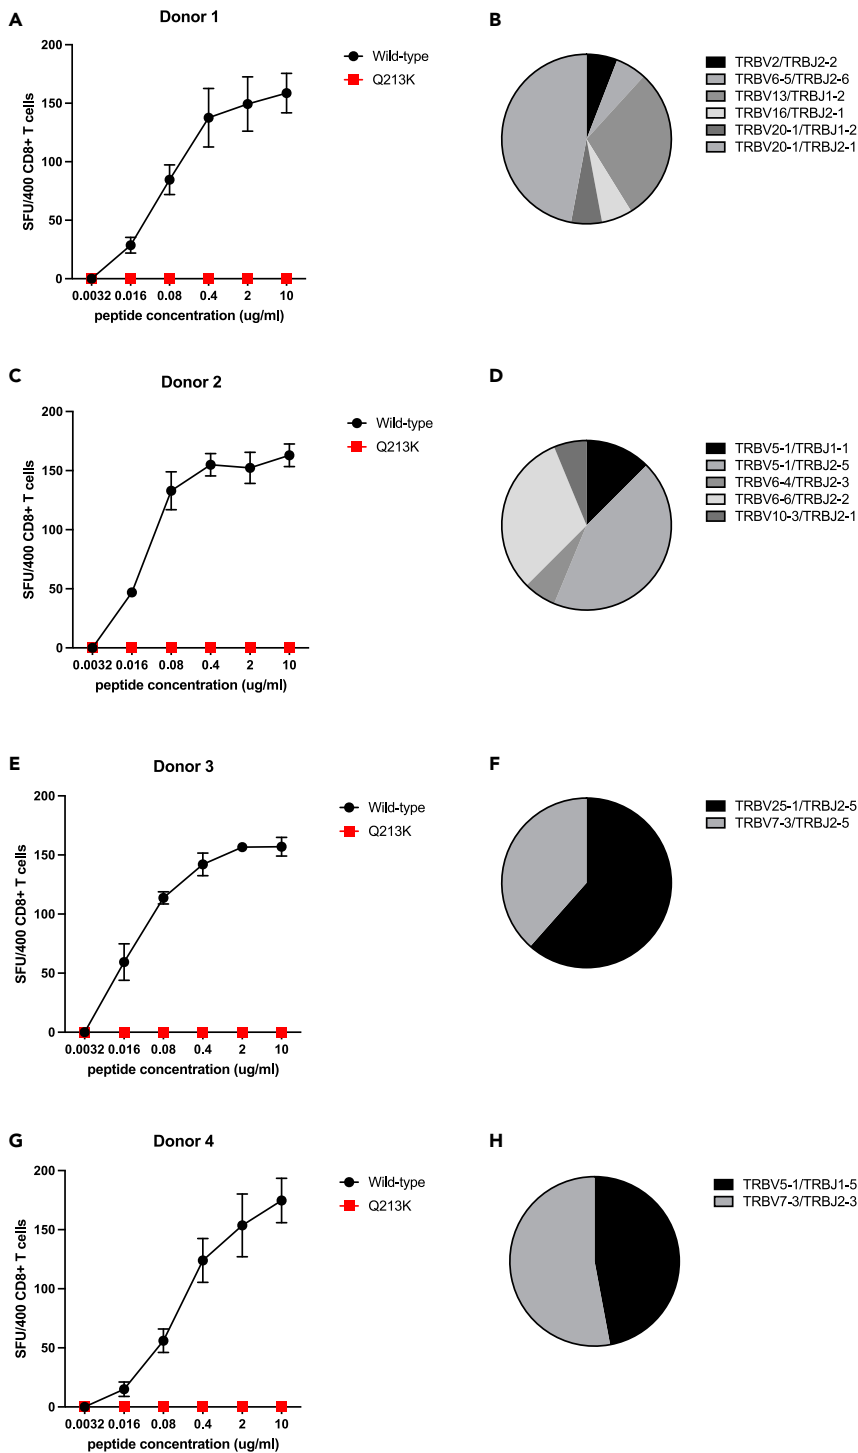 A
Donor 1
200
150
100
50
0
SFU/400 CD8+ T cells
0.0032 0.016 0.08 0.4 2 10
peptide concentration (ug/ml)
Wild-type
Q213K
B
TRBV2/TRBJ2-2
TRBV6-5/TRBJ2-6
TRBV13/TRBJ1-2
TRBV16/TRBJ2-1
TRBV20-1/TRBJ1-2
TRBV20-1/TRBJ2-1
C
Donor 2
200
150
100
50
0
SFU/400 CD8+ T cells
0.0032 0.016 0.08 0.4 2 10
peptide concentration (ug/ml)
Wild-type
Q213K
D
TRBV5-1/TRBJ1-1
TRBV5-1/TRBJ2-5
TRBV6-4/TRBJ2-3
TRBV6-6/TRBJ2-2
TRBV10-3/TRBJ2-1
E
Donor 3
200
150
100
50
0
SFU/400 CD8+ T cells
0.0032 0.016 0.08 0.4 2 10
peptide concentration (ug/ml)
Wild-type
Q213K
F
TRBV25-1/TRBJ2-5
TRBV7-3/TRBJ2-5
G
Donor 4
200
150
100
50
0
SFU/400 CD8+ T cells
0.0032 0.016 0.08 0.4 2 10
peptide concentration (ug/ml)
Wild-type
Q213K
H
TRBV5-1/TRBJ1-5
TRBV7-3/TRBJ2-3